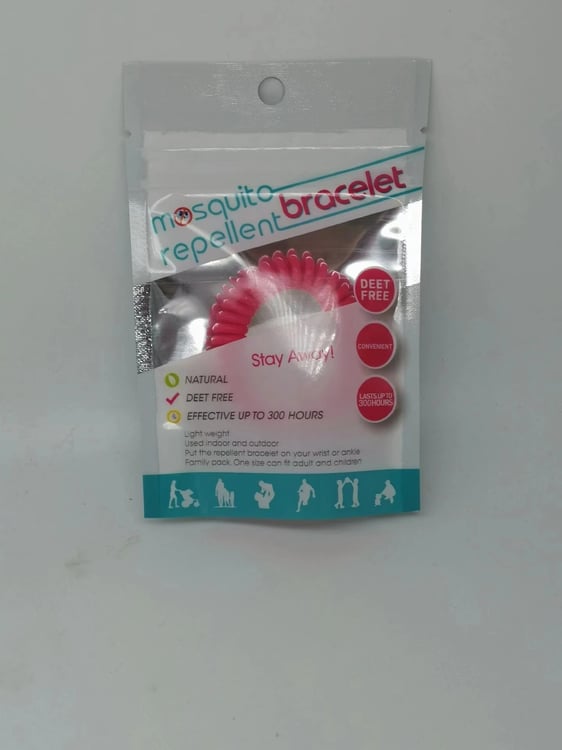 mosquito
repellent bracelet
DEET
FREE
CONVENIENT
LASTS UP TO
300HOURS
Stay Away!
NATURAL
DEET FREE
EFFECTIVE UP TO 300 HOURS
Light weight
Used indoor and outdoor
Put the repellent bracelet on your wrist or ankle
Family pack. One size can fit adult and children